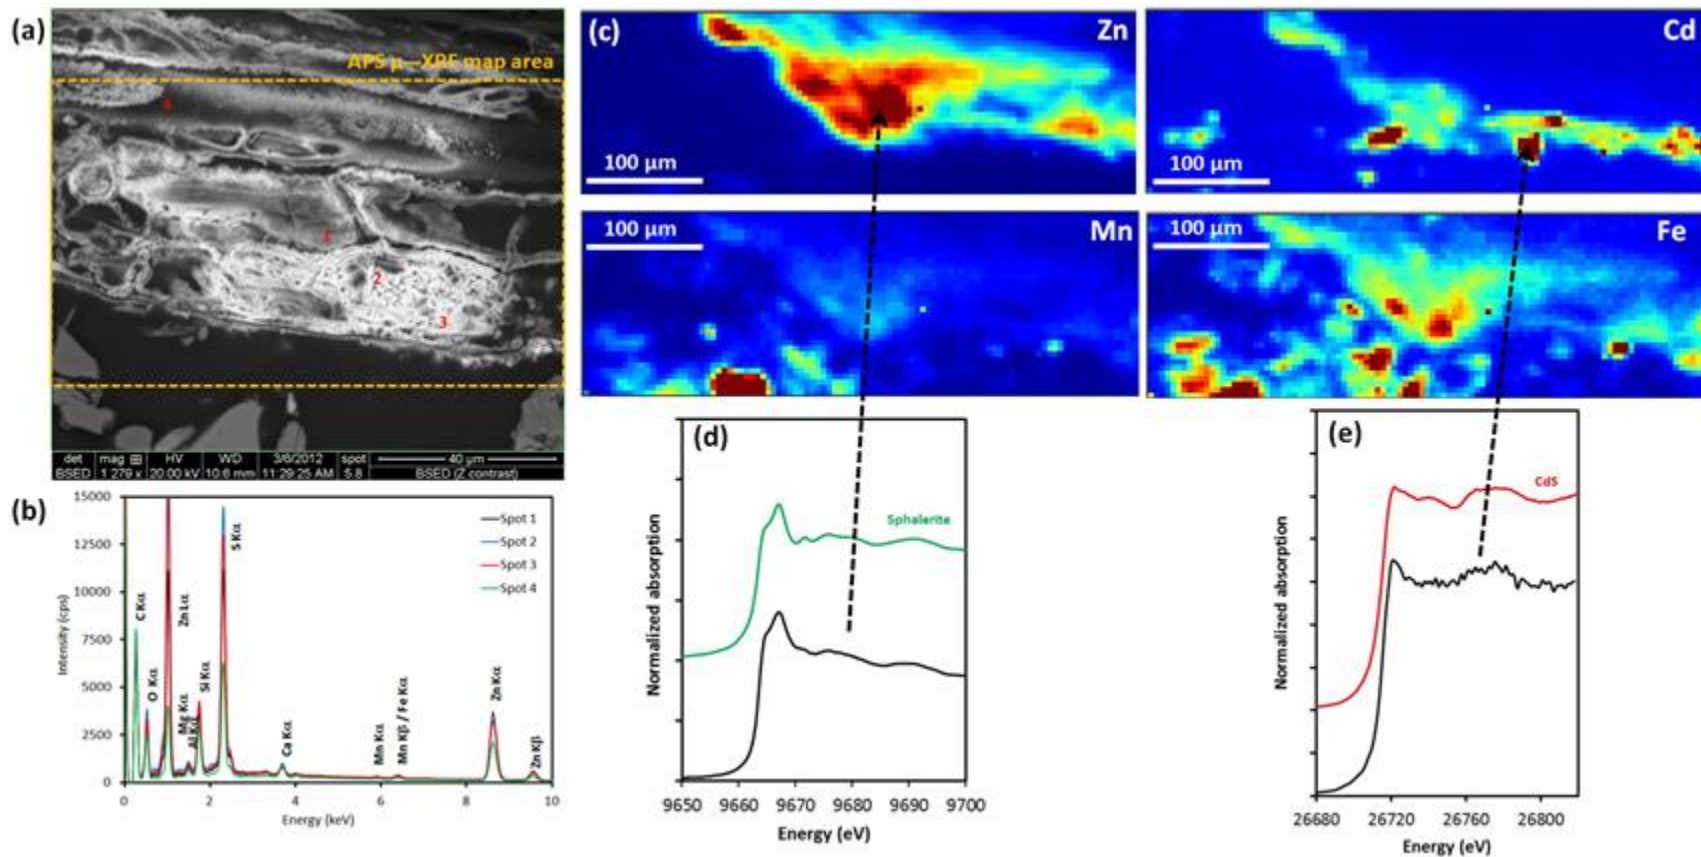 (a)
APS μ—XRF map area
1
2
3
det
mag
HV
WD
3/6/2012
spot
40 μm
BSED
1 279 x
20.00 kV
10.6 mm
11:29:25 AM
5.8
BSED (Z contrast)
(b)
15000
12500
10000
7500
5000
2500
0
Intensity (cps)
C Kα
O Kα
Zn Lα
Mg Kα
Al Kα
Si Kα
S Kα
Ca Kα
Mn Kα
Mn Kβ / Fe Kα
Zn Kα
Zn Kβ
Spot 1
Spot 2
Spot 3
Spot 4
0
2
4
6
8
10
Energy (keV)
(c)
Zn
100 μm
Cd
100 μm
100 μm
Mn
100 μm
Fe
(d)
Sphalerite
Normalized absorption
9650
9660
9670
9680
9690
9700
Energy (eV)
(e)
CdS
Normalized absorption
26680
26720
26760
26800
Energy (eV)